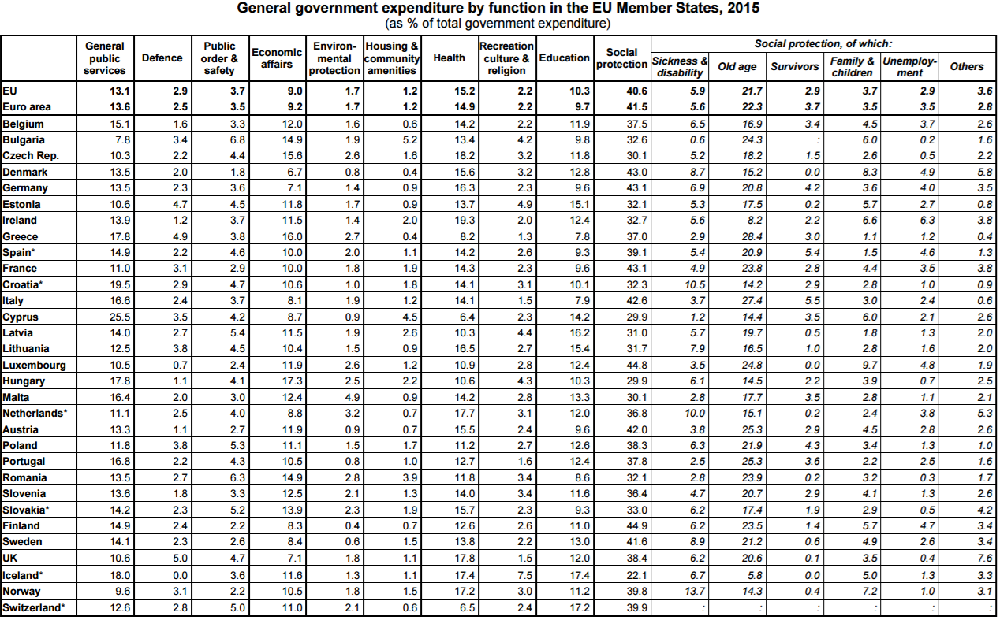 General government expenditure by function in the EU Member States, 2015
(as % of total government expenditure)
General public services Defence Public order & safety Economic affairs Environ- mental protection Housing & community amenities Health Recreation culture & religion Education Social protection Social protection, of which:
Sickness & disability Old age Survivors Family & children Unemploy- ment Others
EU 13.1 2.9 3.7 9.0 1.7 1.2 15.2 2.2 10.3 40.6 5.9 21.7 2.9 3.7 2.9 3.6
Euro area 13.6 2.5 3.5 9.2 1.7 1.2 14.9 2.2 9.7 41.5 5.6 22.3 3.7 3.5 3.5 2.8
Belgium 15.1 1.6 3.3 12.0 1.6 0.6 14.2 2.2 11.9 37.5 6.5 16.9 3.4 4.5 3.7 2.6
Bulgaria 7.8 3.4 6.8 14.9 1.9 5.2 13.4 4.2 9.8 32.6 0.6 24.3 : 6.0 0.2 1.6
Czech Rep. 10.3 2.2 4.4 15.6 2.6 1.6 18.2 3.2 11.8 30.1 5.2 18.2 1.5 2.6 0.5 2.2
Denmark 13.5 2.0 1.8 6.7 0.8 0.4 15.6 3.2 12.8 43.0 8.7 15.2 0.0 8.3 4.9 5.8
Germany 13.5 2.3 3.6 7.1 1.4 0.9 16.3 2.3 9.6 43.1 6.9 20.8 4.2 3.6 4.0 3.5
Estonia 10.6 4.7 4.5 11.8 1.7 0.9 13.7 4.9 15.1 32.1 5.3 17.5 0.2 5.7 2.7 0.8
Ireland 13.9 1.2 3.7 11.5 1.4 2.0 19.3 2.0 12.4 32.7 5.6 8.2 2.2 6.6 6.3 3.8
Greece 17.8 4.9 3.8 16.0 2.7 0.4 8.2 1.3 7.8 37.0 2.9 28.4 3.0 1.1 1.2 0.4
Spain* 14.9 2.2 4.6 10.0 2.0 1.1 14.2 2.6 9.3 39.1 5.4 20.9 5.4 1.5 4.6 1.3
France 11.0 3.1 2.9 10.0 1.8 1.9 14.3 2.3 9.6 43.1 4.9 23.8 2.8 4.4 3.5 3.8
Croatia* 19.5 2.9 4.7 10.6 1.0 1.8 14.1 3.1 10.1 32.3 10.5 14.2 2.9 2.8 1.0 0.9
Italy 16.6 2.4 3.7 8.1 1.9 1.2 14.1 1.5 7.9 42.6 3.7 27.4 5.5 3.0 2.4 0.6
Cyprus 25.5 3.5 4.2 8.7 0.9 4.5 6.4 2.3 14.2 29.9 1.2 14.4 3.5 6.0 2.1 2.6
Latvia 14.0 2.7 5.4 11.5 1.9 2.6 10.3 4.4 16.2 31.0 5.7 19.7 0.5 1.8 1.3 2.0
Lithuania 12.5 3.8 4.5 10.4 1.5 0.9 16.5 2.7 15.4 31.7 7.9 16.5 1.0 2.8 1.6 2.0
Luxembourg 10.5 0.7 2.4 11.9 2.6 1.2 10.9 2.8 12.4 44.8 3.5 24.8 0.0 9.7 4.8 1.9
Hungary 17.8 1.1 4.1 17.3 2.5 2.2 10.6 4.3 10.3 29.9 6.1 14.5 2.2 3.9 0.7 2.5
Malta 16.4 2.0 3.0 12.4 4.9 0.9 14.2 2.8 13.3 30.1 2.8 17.7 3.5 2.8 1.1 2.1
Netherlands* 11.1 2.5 4.0 8.8 3.2 0.7 17.7 3.1 12.0 36.8 10.0 15.1 0.2 2.4 3.8 5.3
Austria 13.3 1.1 2.7 11.9 0.9 0.7 15.5 2.4 9.6 42.0 3.8 25.3 2.9 4.5 2.8 2.6
Poland 11.8 3.8 5.3 11.1 1.5 1.7 11.2 2.7 12.6 38.3 6.3 21.9 4.3 3.4 1.3 1.0
Portugal 16.8 2.2 4.3 10.5 0.8 1.0 12.7 1.6 12.4 37.8 2.5 25.3 3.6 2.2 2.5 1.6
Romania 13.5 2.7 6.3 14.9 2.8 3.9 11.8 3.4 8.6 32.1 2.8 23.9 0.2 3.2 0.3 1.7
Slovenia 13.6 1.8 3.3 12.5 2.1 1.3 14.0 3.4 11.6 36.4 4.7 20.7 2.9 4.1 1.3 2.6
Slovakia* 14.2 2.3 5.2 13.9 2.3 1.9 15.7 2.3 9.3 33.0 6.2 17.4 1.9 2.9 0.5 4.2
Finland 14.9 2.4 2.2 8.3 0.4 0.7 12.6 2.6 11.0 44.9 6.2 23.5 1.4 5.7 4.7 3.4
Sweden 14.1 2.3 2.6 8.4 0.6 1.5 13.8 2.2 13.0 41.6 8.9 21.2 0.6 4.9 2.6 3.4
UK 10.6 5.0 4.7 7.1 1.8 1.1 17.8 1.5 12.0 38.4 6.2 20.6 0.1 3.5 0.4 7.6
Iceland* 18.0 0.0 3.6 11.6 1.3 1.1 17.4 7.5 17.4 22.1 6.7 5.8 0.0 5.0 1.3 3.3
Norway 9.6 3.1 2.2 10.5 1.8 1.5 17.2 3.0 11.2 39.8 13.7 14.3 0.4 7.2 1.0 3.1
Switzerland* 12.6 2.8 5.0 11.0 2.1 0.6 6.5 2.4 17.2 39.9 : : : : : :